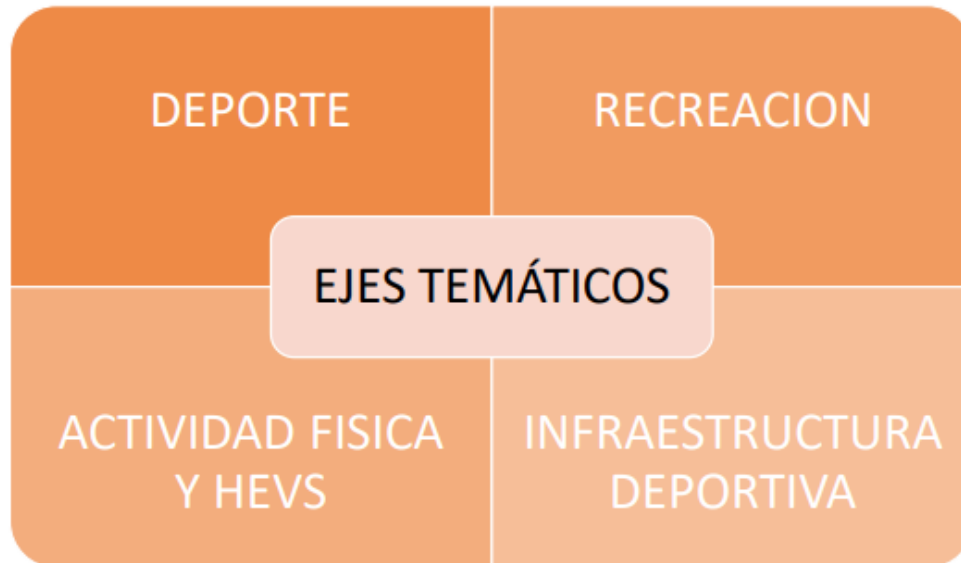 DEPORTE
RECREACION
EJES TEMÁTICOS
ACTIVIDAD FISICA
Y HEVS
INFRAESTRUCTURA
DEPORTIVA